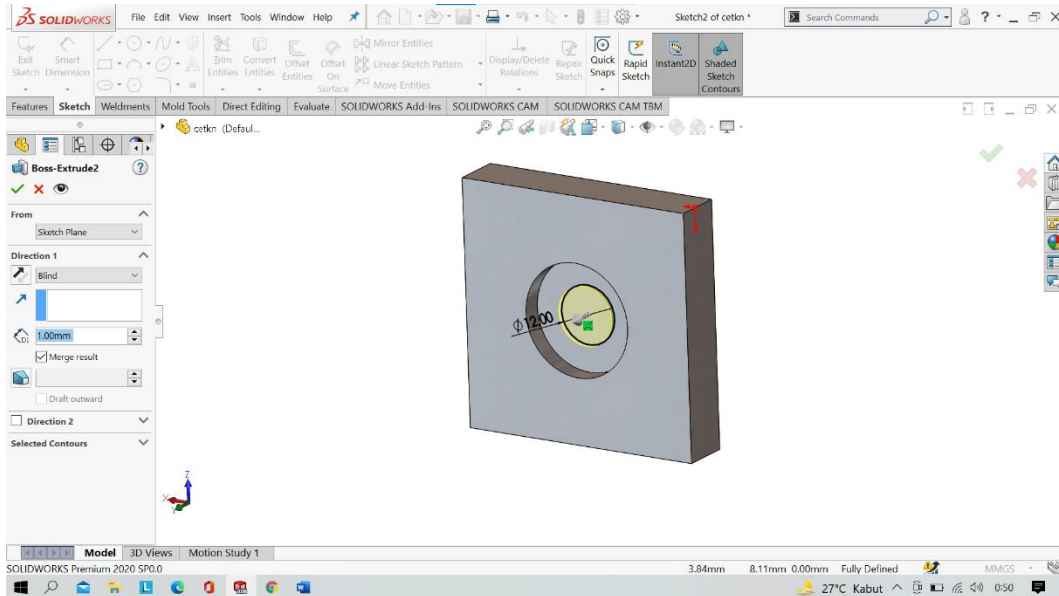 SOLIDWORKS File Edit View Insert Tools Window Help Sketch2 of cetkn * Search Commands
Exit Sketch Smart Dimension Trim Entities Convert Entities Offset Entities Offset On Surface Mirror Entities Linear Sketch Pattern Move Entities Display/Delete Relations Repair Sketch Quick Snaps Rapid Sketch Instant2D Shaded Sketch Contours
Features Sketch Weldments Mold Tools Direct Editing Evaluate SOLIDWORKS Add-Ins SOLIDWORKS CAM SOLIDWORKS CAM TBM
cetkn (Defaul...
Boss-Extrude2
From
Sketch Plane
Direction 1
Blind
D1 1.00mm
Merge result
Draft outward
Direction 2
Selected Contours
Ø12.00
Z
X
Y
Model 3D Views Motion Study 1
SOLIDWORKS Premium 2020 SP0.0 3.84mm 8.11mm 0.00mm Fully Defined MMGS
27°C Kabut 0:50